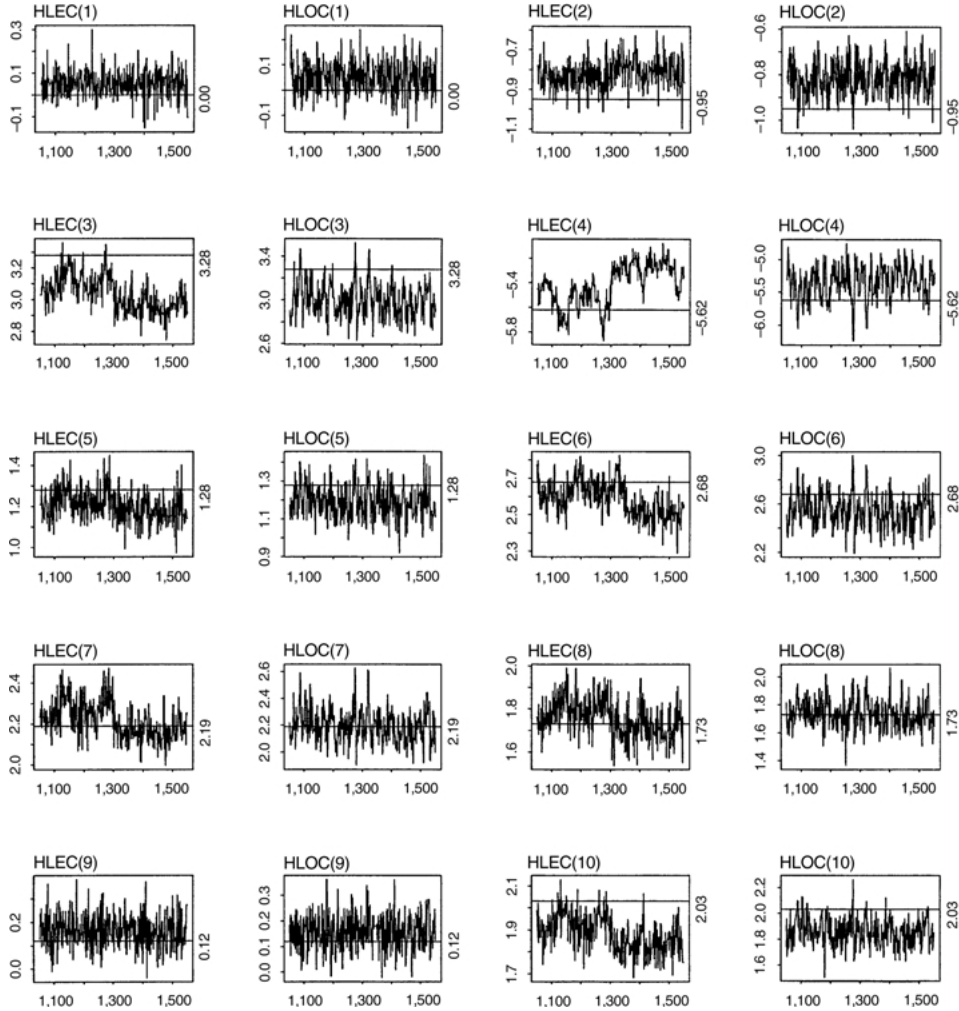 HLEC(1) HLOC(1) HLEC(2) HLOC(2)
0.3 0.1 −0.1 0.00 0.1 −0.1 0.00 −0.7 −0.9 −1.1 −0.95 −0.6 −0.8 −1.0 −0.95
1,100 1,300 1,500 1,100 1,300 1,500 1,100 1,300 1,500 1,100 1,300 1,500
HLEC(3) HLOC(3) HLEC(4) HLOC(4)
3.2 3.0 2.8 3.28 3.4 3.0 2.6 3.28 −5.4 −5.8 −5.62 −5.0 −5.5 −6.0 −5.62
1,100 1,300 1,500 1,100 1,300 1,500 1,100 1,300 1,500 1,100 1,300 1,500
HLEC(5) HLOC(5) HLEC(6) HLOC(6)
1.4 1.2 1.0 1.28 1.3 1.1 0.9 1.28 2.7 2.5 2.3 2.68 3.0 2.6 2.2 2.68
1,100 1,300 1,500 1,100 1,300 1,500 1,100 1,300 1,500 1,100 1,300 1,500
HLEC(7) HLOC(7) HLEC(8) HLOC(8)
2.4 2.2 2.0 2.19 2.6 2.4 2.2 2.0 2.19 2.0 1.8 1.6 1.73 2.0 1.8 1.6 1.4 1.73
1,100 1,300 1,500 1,100 1,300 1,500 1,100 1,300 1,500 1,100 1,300 1,500
HLEC(9) HLOC(9) HLEC(10) HLOC(10)
0.2 0.0 0.12 0.3 0.2 0.1 0.0 0.12 2.1 1.9 1.7 2.03 2.2 2.0 1.8 1.6 2.03
1,100 1,300 1,500 1,100 1,300 1,500 1,100 1,300 1,500 1,100 1,300 1,500